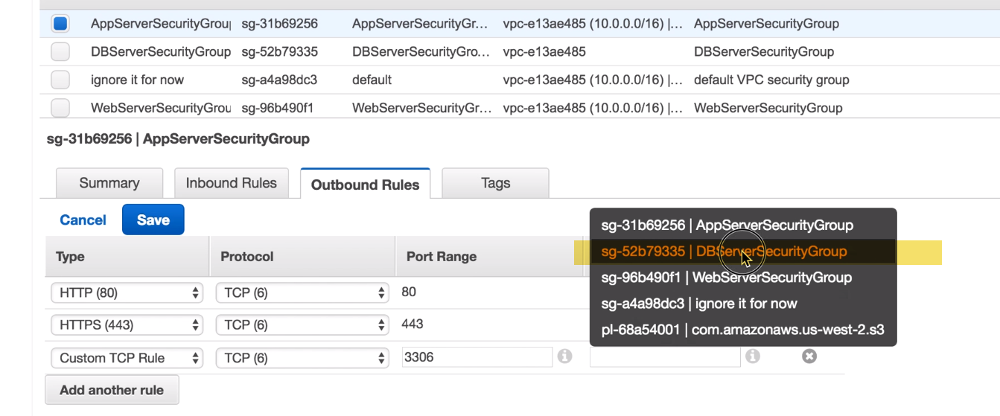 AppServerSecurityGrou sg-31b69256 AppServerSecurityGr... vpc-e13ae485 (10.0.0.0/16) |... AppServerSecurityGroup
DBServerSecurityGroup sg-52b79335 DBServerSecurityGro... vpc-e13ae485 DBServerSecurityGroup
ignore it for now sg-a4a98dc3 default vpc-e13ae485 (10.0.0.0/16) |... default VPC security group
WebServerSecurityGrou sg-96b490f1 WebServerSecurityGr... vpc-e13ae485 (10.0.0.0/16) |... WebServerSecurityGroup
sg-31b69256 | AppServerSecurityGroup
Summary Inbound Rules Outbound Rules Tags
Cancel Save
sg-31b69256 | AppServerSecurityGroup
sg-52b79335 | DBServerSecurityGroup
sg-96b490f1 | WebServerSecurityGroup
sg-a4a98dc3 | ignore it for now
pl-68a54001 | com.amazonaws.us-west-2.s3
Type Protocol Port Range
HTTP (80) TCP (6) 80
HTTPS (443) TCP (6) 443
Custom TCP Rule TCP (6) 3306
Add another rule